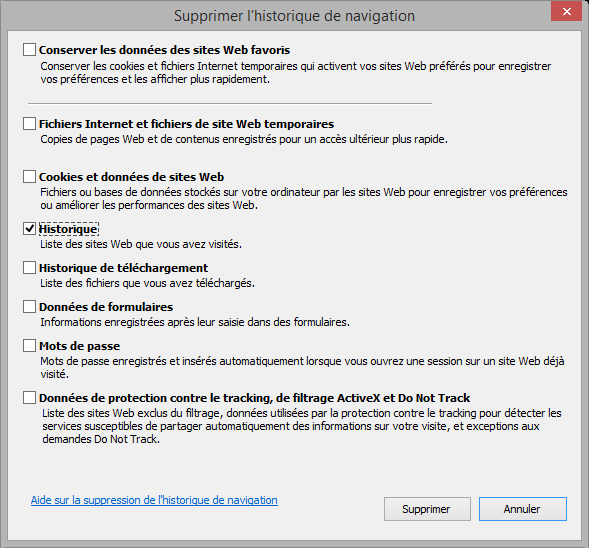 Supprimer l'historique de navigation
Conserver les données des sites Web favoris
Conserver les cookies et fichiers Internet temporaires qui activent vos sites Web préférés pour enregistrer
vos préférences et les afficher plus rapidement.
Fichiers Internet et fichiers de site Web temporaires
Copies de pages Web et de contenus enregistrés pour un accès ultérieur plus rapide.
Cookies et données de sites Web
Fichiers ou bases de données stockés sur votre ordinateur par les sites Web pour enregistrer vos préférences
ou améliorer les performances des sites Web.
Historique
Liste des sites Web que vous avez visités.
Historique de téléchargement
Liste des fichiers que vous avez téléchargés.
Données de formulaires
Informations enregistrées après leur saisie dans des formulaires.
Mots de passe
Mots de passe enregistrés et insérés automatiquement lorsque vous ouvrez une session sur un site Web déjà
visité.
Données de protection contre le tracking, de filtrage ActiveX et Do Not Track
Liste des sites Web exclus du filtrage, données utilisées par la protection contre le tracking pour détecter les
services susceptibles de partager automatiquement des informations sur votre visite, et exceptions aux
demandes Do Not Track.
Aide sur la suppression de l'historique de navigation
Supprimer
Annuler